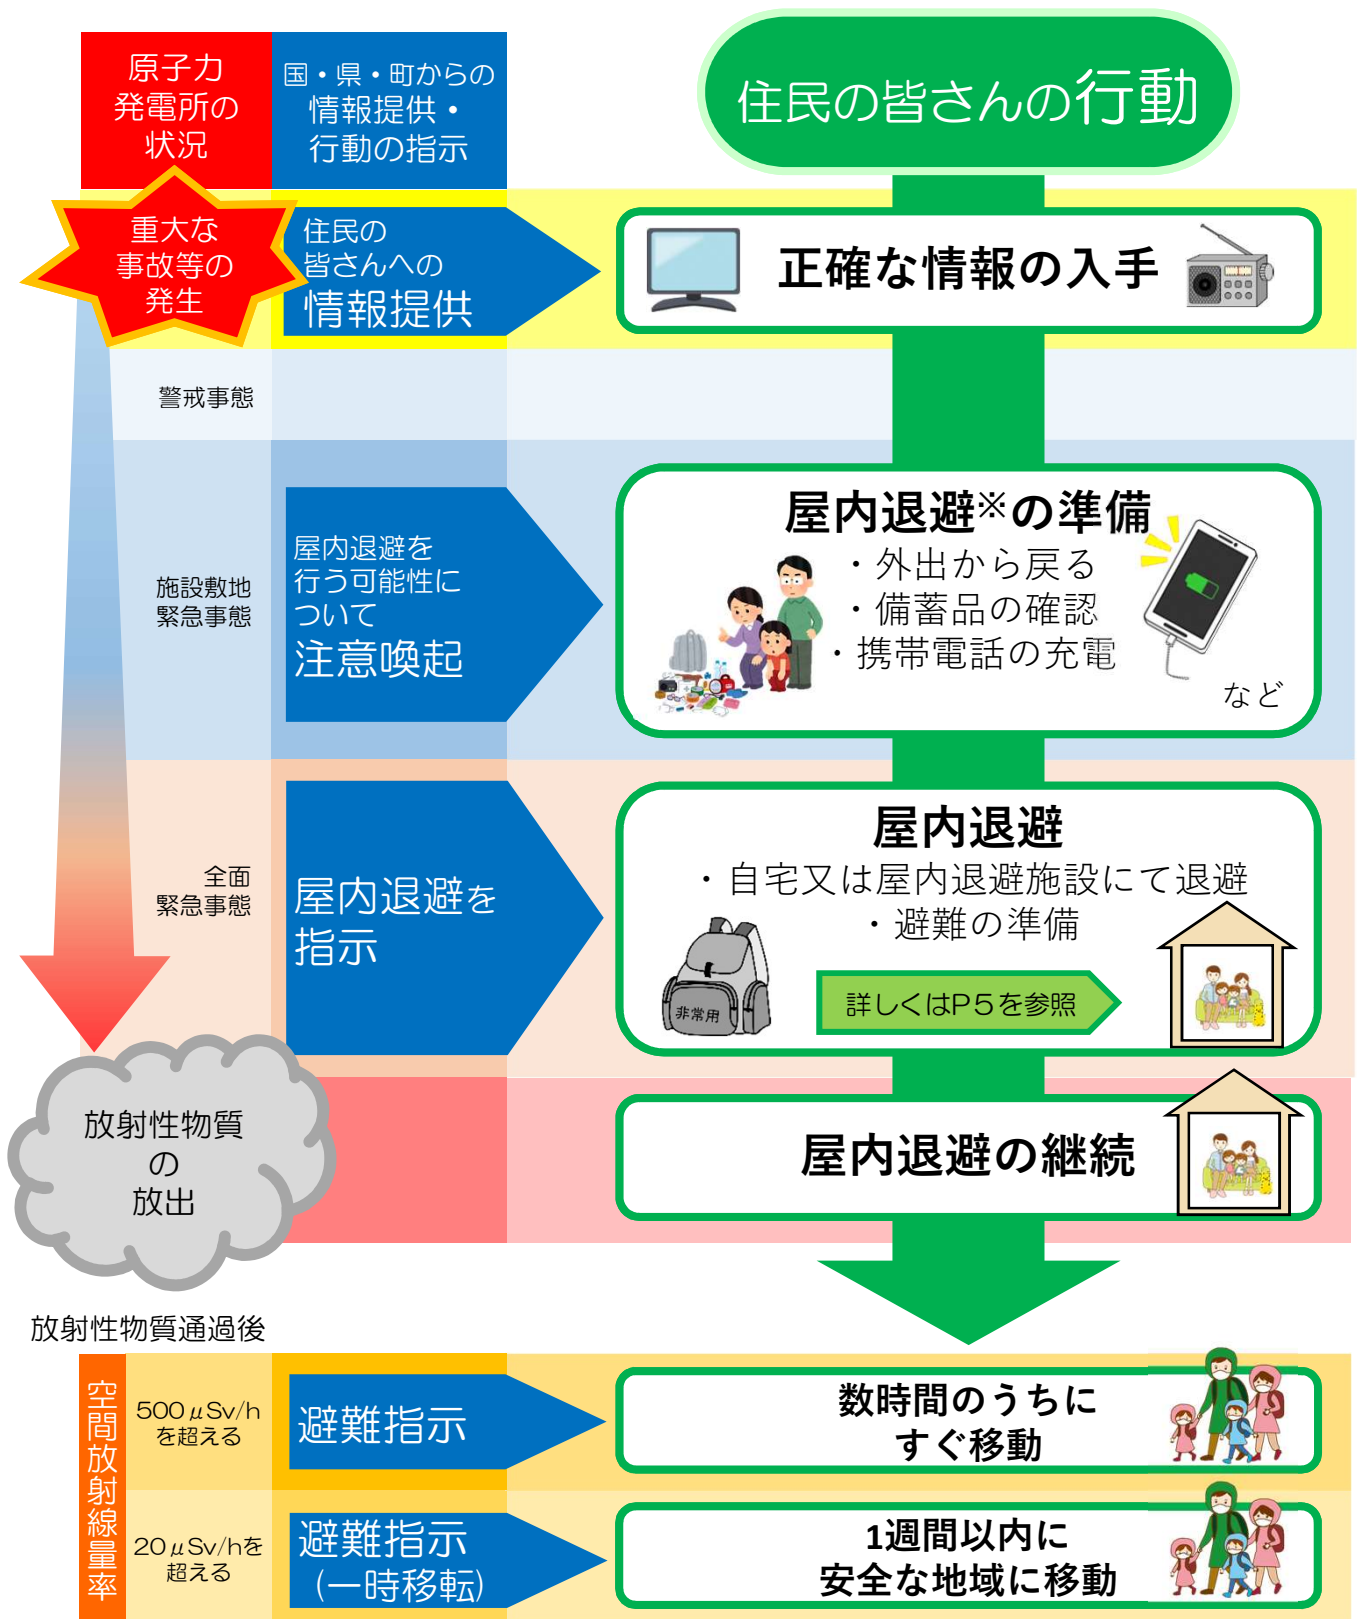 原子力
発電所の
状況
国・県・町からの
情報提供・
行動の指示
住民の皆さんの行動
重大な
事故等の
発生
住民の
皆さんへの
情報提供
正確な情報の入手
警戒事態
施設敷地
緊急事態
屋内退避を
行う可能性に
ついて
注意喚起
屋内退避※の準備
・外出から戻る
・備蓄品の確認
・携帯電話の充電
など
全面
緊急事態
屋内退避を
指示
屋内退避
・自宅又は屋内退避施設にて退避
・避難の準備
非常用
詳しくはP5を参照
放射性物質
の
放出
屋内退避の継続
放射性物質通過後
空間放射線量率
500μSv/h
を超える
避難指示
数時間のうちに
すぐ移動
20μSv/hを
超える
避難指示
(一時移転)
1週間以内に
安全な地域に移動